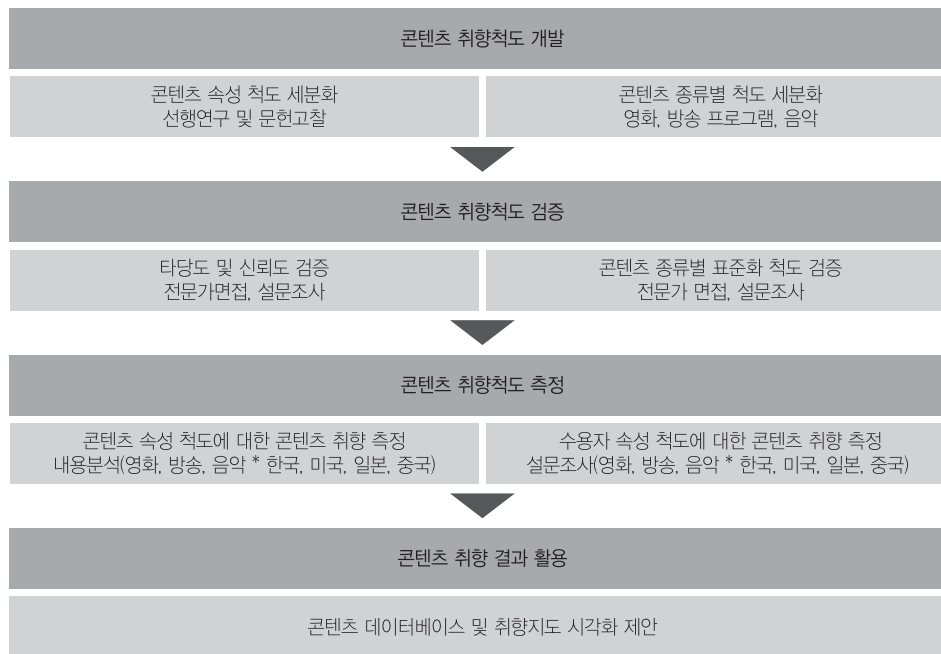 콘텐츠 취향척도 개발
콘텐츠 속성 척도 세분화
선행연구 및 문헌고찰
콘텐츠 종류별 척도 세분화
영화, 방송 프로그램, 음악
콘텐츠 취향척도 검증
타당도 및 신뢰도 검증
전문가면접, 설문조사
콘텐츠 종류별 표준화 척도 검증
전문가 면접, 설문조사
콘텐츠 취향척도 측정
콘텐츠 속성 척도에 대한 콘텐츠 취향 측정
내용분석(영화, 방송, 음악 * 한국, 미국, 일본, 중국)
수용자 속성 척도에 대한 콘텐츠 취향 측정
설문조사(영화, 방송, 음악 * 한국, 미국, 일본, 중국)
콘텐츠 취향 결과 활용
콘텐츠 데이터베이스 및 취향지도 시각화 제안